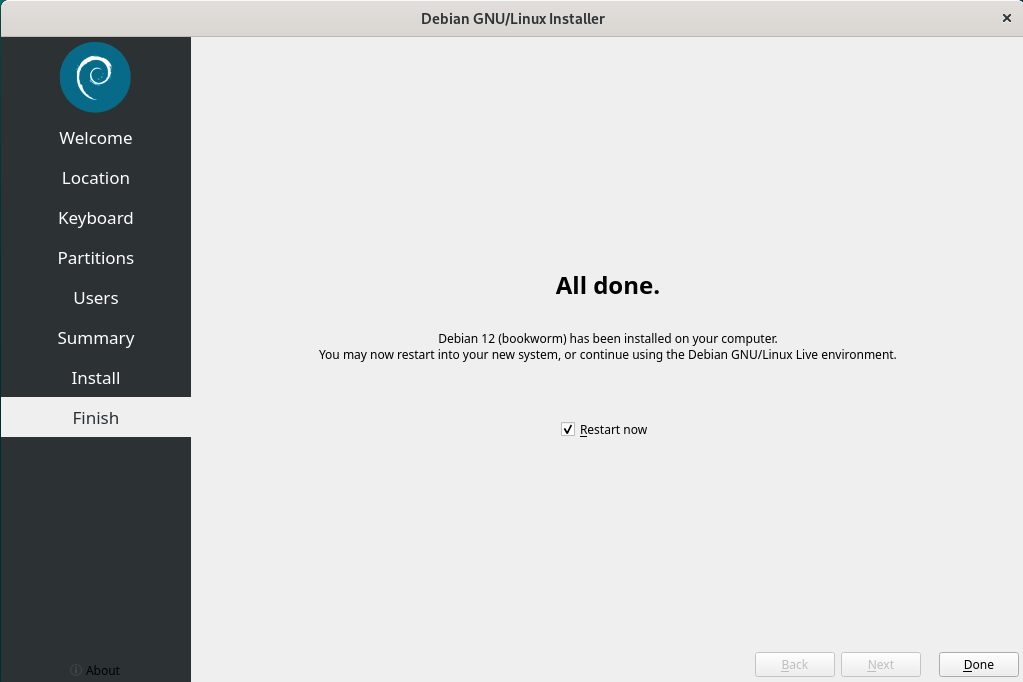 Debian GNU/Linux Installer
Welcome
Location
Keyboard
Partitions
Users
Summary
Install
Finish
All done.
Debian 12 (bookworm) has been installed on your computer.
You may now restart into your new system, or continue using the Debian GNU/Linux Live environment.
Restart now
About
Back
Next
Done